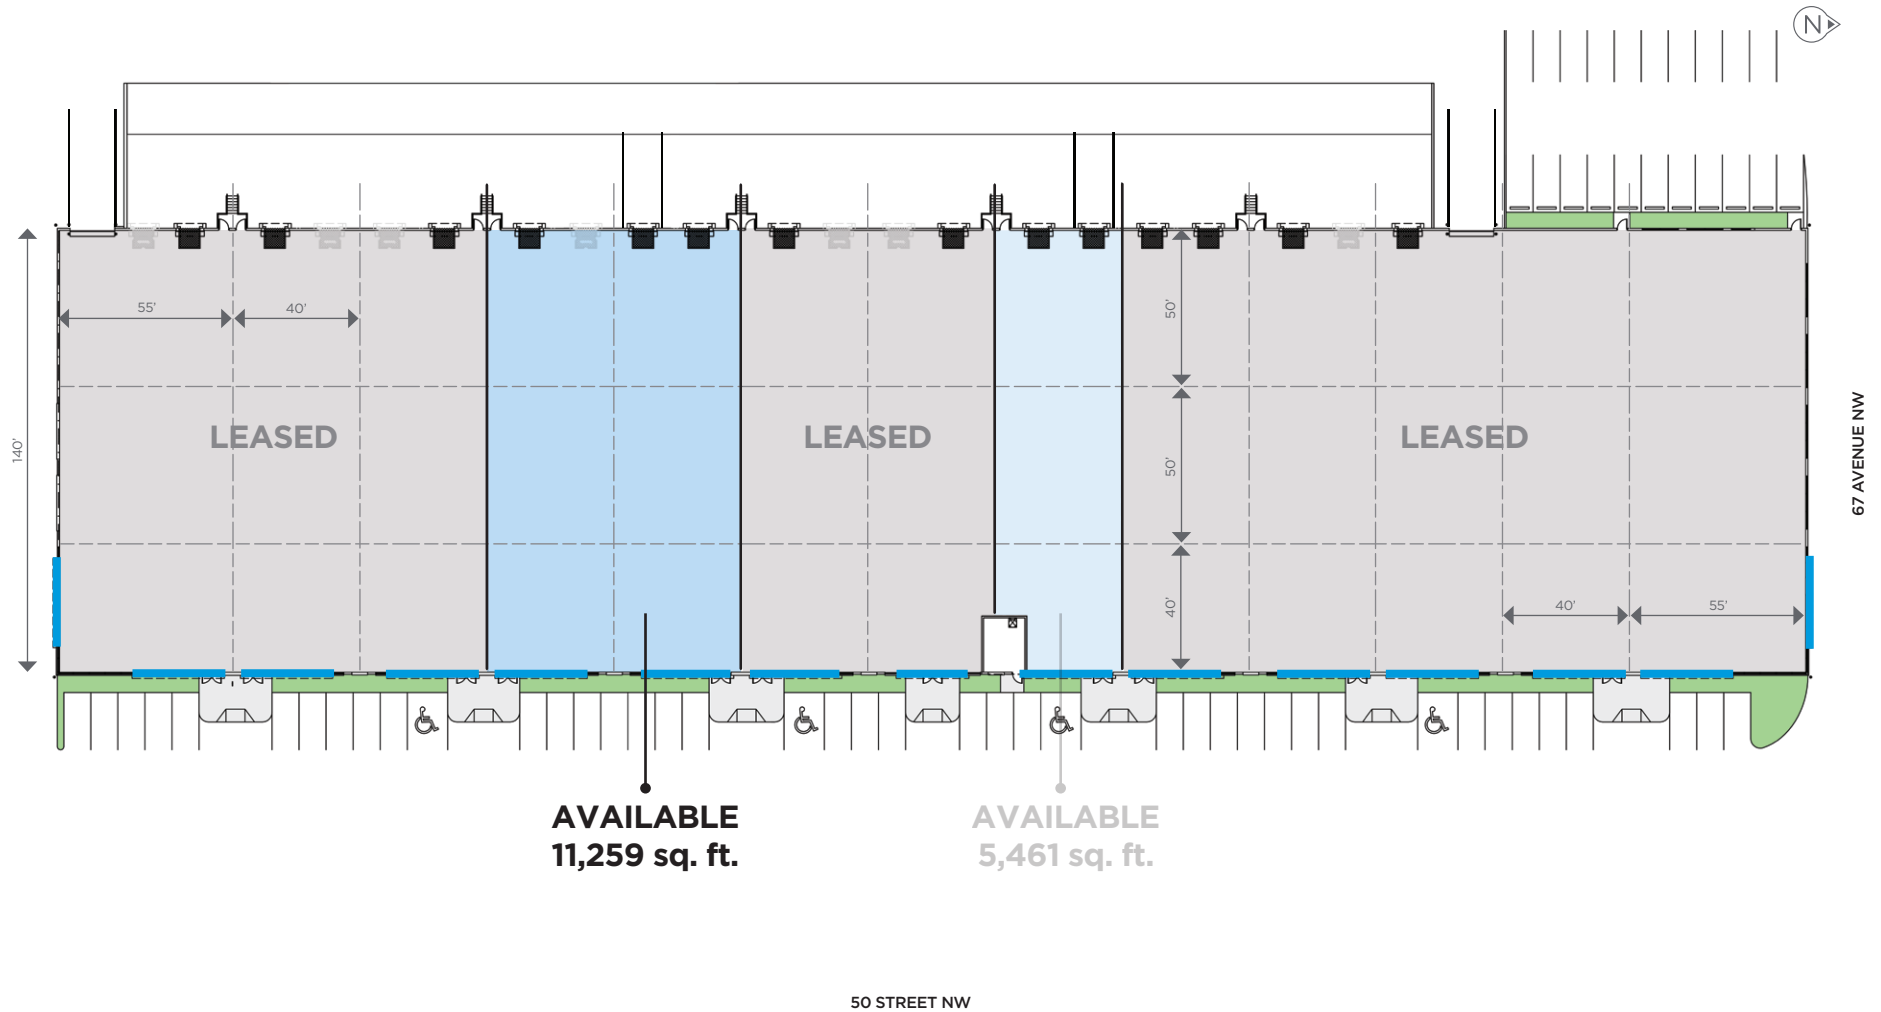 N
55'
40'
50'
140'
LEASED
LEASED
LEASED
50'
67 AVENUE NW
40'
40'
55'
AVAILABLE
11,259 sq. ft.
AVAILABLE
5,461 sq. ft.
50 STREET NW